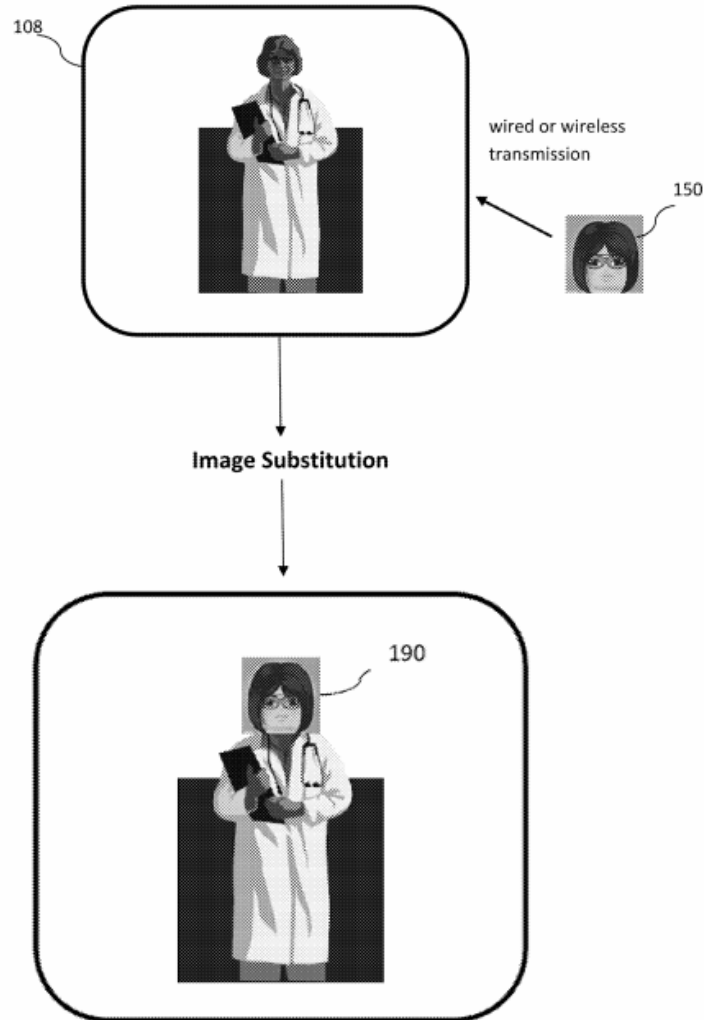 108
wired or wireless
transmission
150
Image Substitution
190